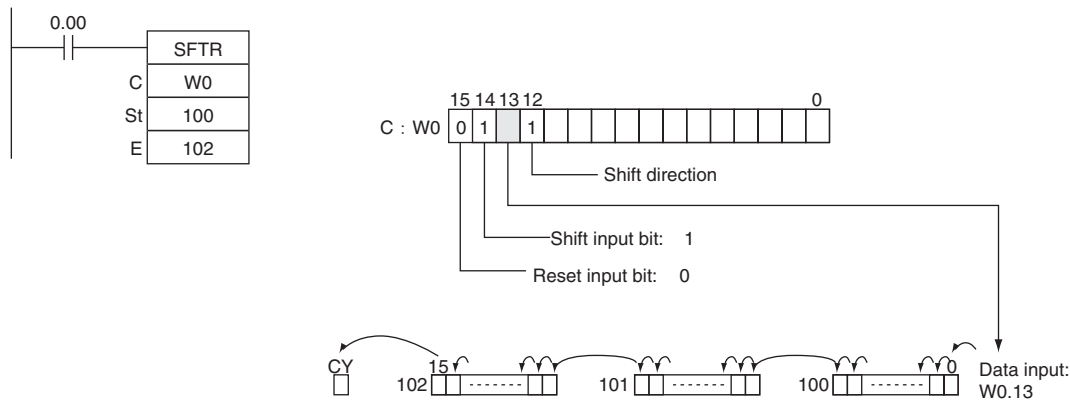 0.00
SFTR
C W0
St 100
E 102
15 14 13 12 0
C : W0 0 1 1
Shift direction
Shift input bit: 1
Reset input bit: 0
CY 15 0 Data input:
102 101 100 W0.13